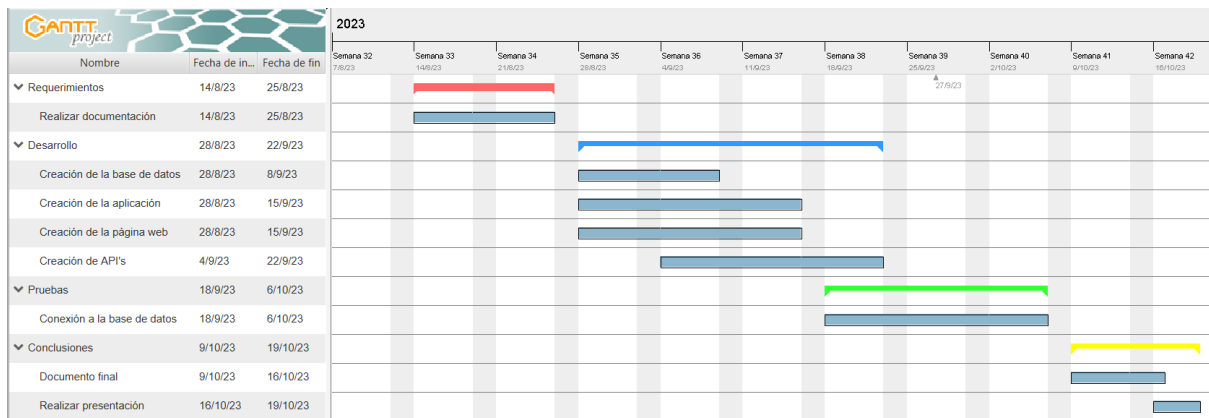 GANTT
project
2023
Nombre Fecha de in... Fecha de fin
Semana 32 Semana 33 Semana 34 Semana 35 Semana 36 Semana 37 Semana 38 Semana 39 Semana 40 Semana 41 Semana 42
7/8/23 14/8/23 21/8/23 28/8/23 4/9/23 11/9/23 18/9/23 25/9/23 2/10/23 9/10/23 16/10/23
27/9/23
Requerimientos 14/8/23 25/8/23
Realizar documentación 14/8/23 25/8/23
Desarrollo 28/8/23 22/9/23
Creación de la base de datos 28/8/23 8/9/23
Creación de la aplicación 28/8/23 15/9/23
Creación de la página web 28/8/23 15/9/23
Creación de API's 4/9/23 22/9/23
Pruebas 18/9/23 6/10/23
Conexión a la base de datos 18/9/23 6/10/23
Conclusiones 9/10/23 19/10/23
Documento final 9/10/23 16/10/23
Realizar presentación 16/10/23 19/10/23